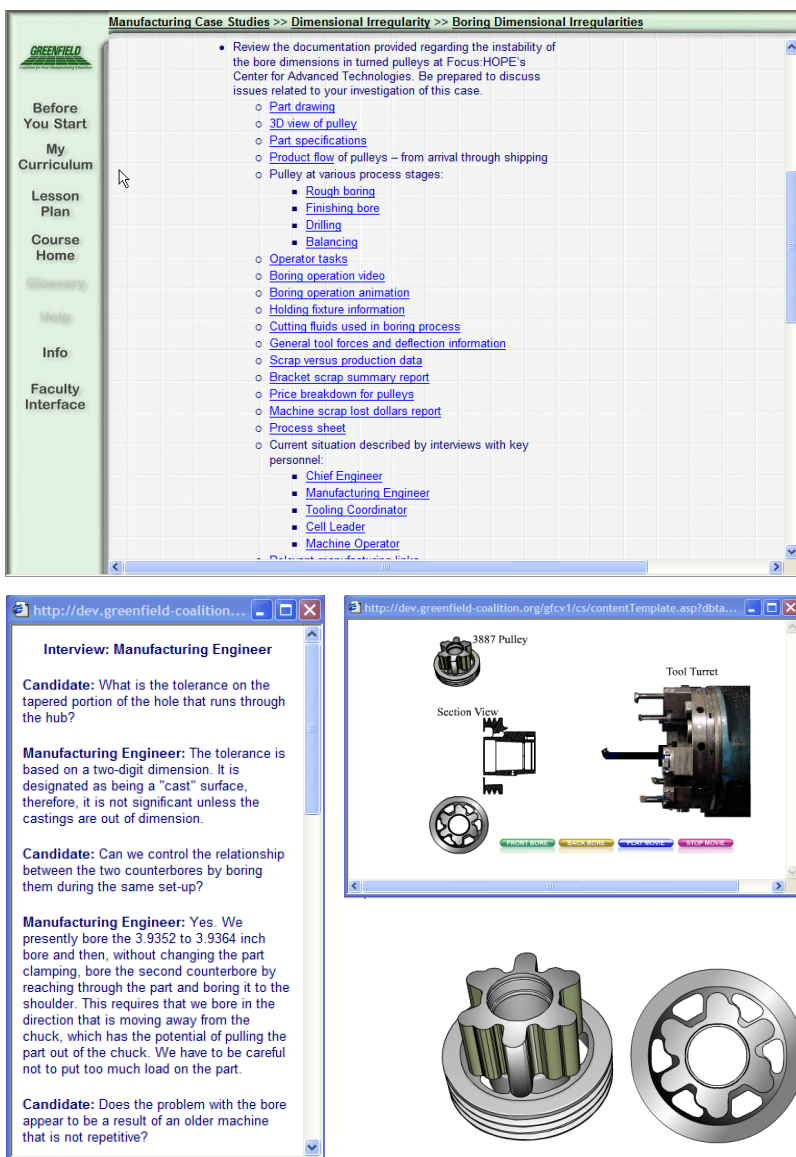 Manufacturing Case Studies >> Dimensional Irregularity >> Boring Dimensional Irregularities
GREENFIELD
Before
You Start
My
Curriculum
Lesson
Plan
Course
Home
Glossary
Help
Info
Faculty
Interface
• Review the documentation provided regarding the instability of
the bore dimensions in turned pulleys at Focus:HOPE's
Center for Advanced Technologies. Be prepared to discuss
issues related to your investigation of this case.
o Part drawing
o 3D view of pulley
o Part specifications
o Product flow of pulleys – from arrival through shipping
o Pulley at various process stages:
▪ Rough boring
▪ Finishing bore
▪ Drilling
▪ Balancing
o Operator tasks
o Boring operation video
o Boring operation animation
o Holding fixture information
o Cutting fluids used in boring process
o General tool forces and deflection information
o Scrap versus production data
o Bracket scrap summary report
o Price breakdown for pulleys
o Machine scrap lost dollars report
o Process sheet
o Current situation described by interviews with key
personnel:
▪ Chief Engineer
▪ Manufacturing Engineer
▪ Tooling Coordinator
▪ Cell Leader
▪ Machine Operator
o Relevant manufacturing links
http://dev.greenfield-coalition...
Interview: Manufacturing Engineer
Candidate: What is the tolerance on the
tapered portion of the hole that runs through
the hub?
Manufacturing Engineer: The tolerance is
based on a two-digit dimension. It is
designated as being a "cast" surface,
therefore, it is not significant unless the
castings are out of dimension.
Candidate: Can we control the relationship
between the two counterbores by boring
them during the same set-up?
Manufacturing Engineer: Yes. We
presently bore the 3.9352 to 3.9364 inch
bore and then, without changing the part
clamping, bore the second counterbore by
reaching through the part and boring it to the
shoulder. This requires that we bore in the
direction that is moving away from the
chuck, which has the potential of pulling the
part out of the chuck. We have to be careful
not to put too much load on the part.
Candidate: Does the problem with the bore
appear to be a result of an older machine
that is not repetitive?
http://dev.greenfield-coalition.org/gfcv1/cs/contentTemplate.asp?dbta...
3887 Pulley
Tool Turret
Section View
FRONT BORE
BACK BORE
PLAY MOVIE
STOP MOVIE